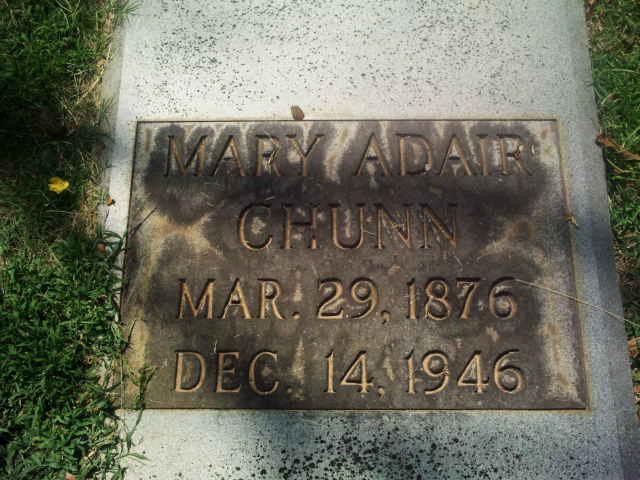 MARY ADAIR
CHUNN
MAR. 29, 1876
DEC. 14, 1946